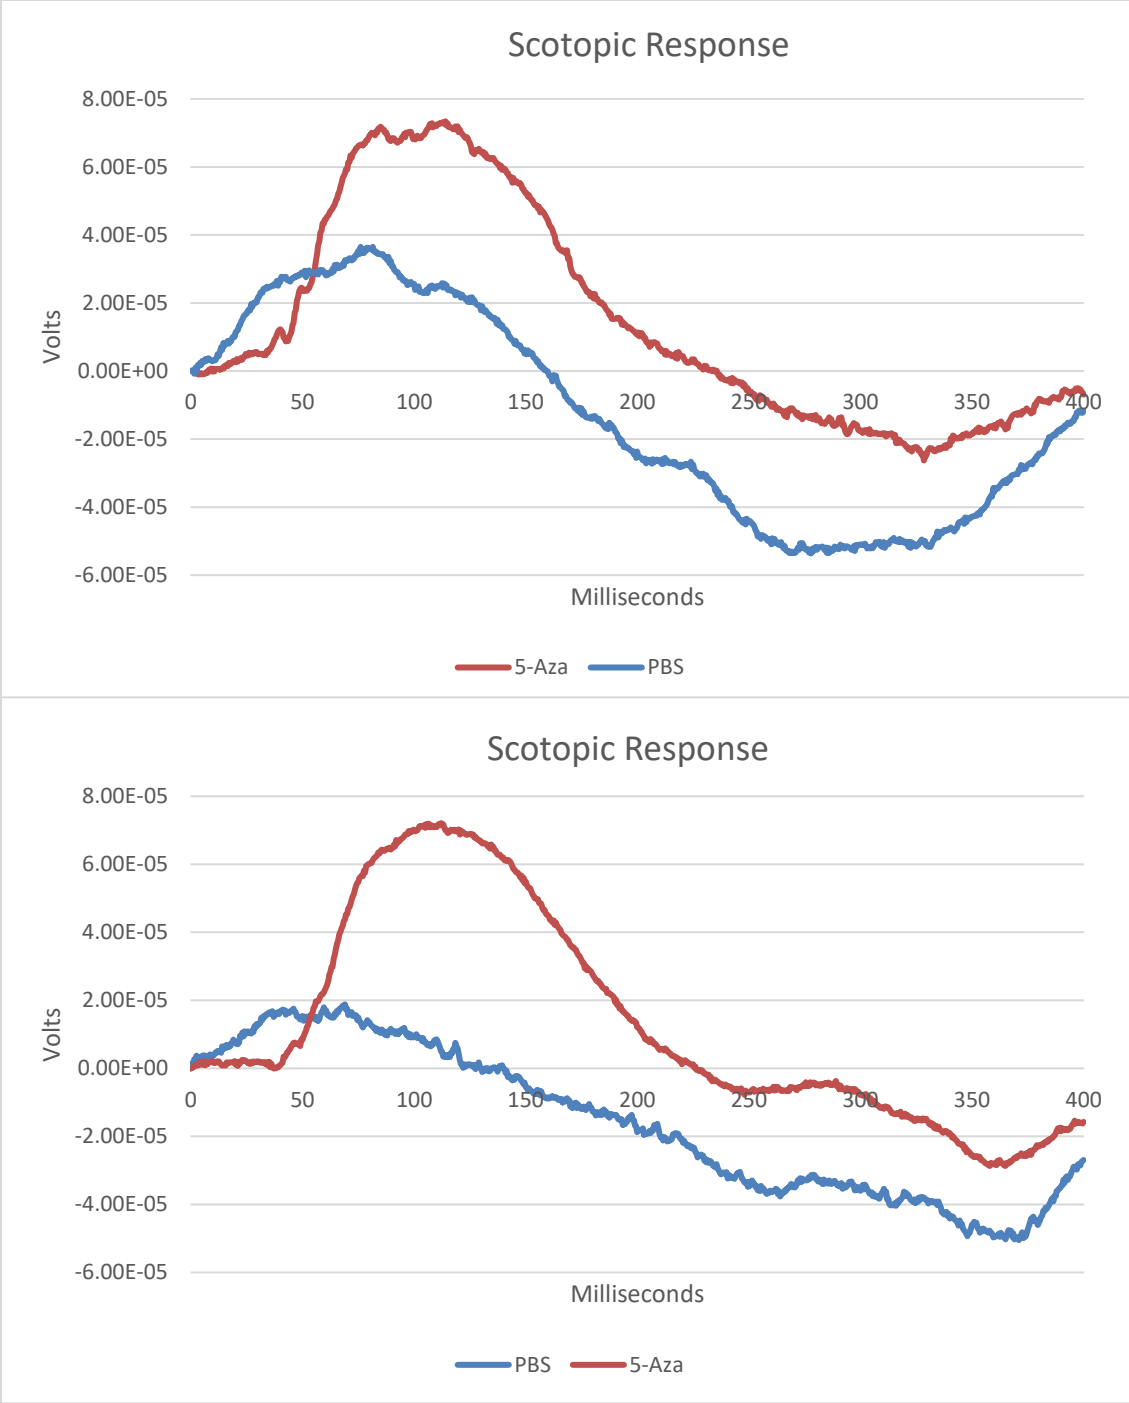 Scotopic Response
8.00E-05
6.00E-05
4.00E-05
2.00E-05
0.00E+00
-2.00E-05
-4.00E-05
-6.00E-05
Volts
0 50 100 150 200 250 300 350 400
Milliseconds
5-Aza PBS
Scotopic Response
8.00E-05
6.00E-05
4.00E-05
2.00E-05
0.00E+00
-2.00E-05
-4.00E-05
-6.00E-05
Volts
0 50 100 150 200 250 300 350 400
Milliseconds
PBS 5-Aza